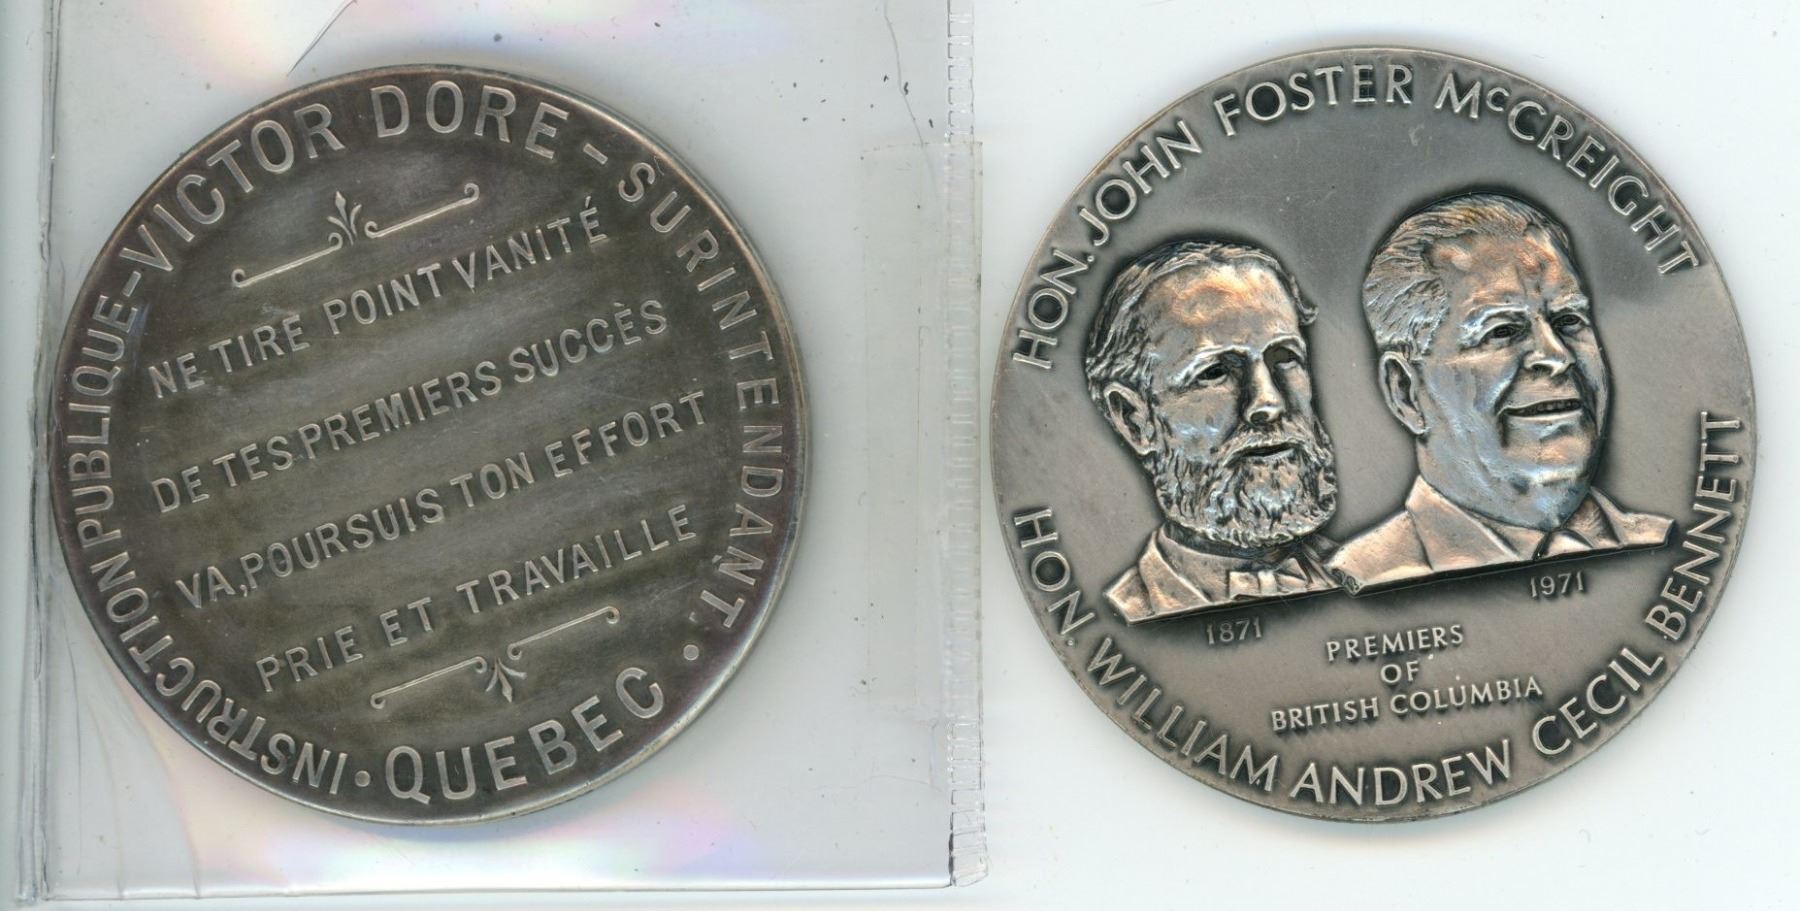 INSTRUCTION PUBLIQUE - VICTOR DORE - SURINTENDANT.
• QUEBEC •
NE TIRE POINT VANITÉ
DE TES PREMIERS SUCCÈS
VA, POURSUIS TON EFFORT
PRIE ET TRAVAILLE
HON. JOHN FOSTER McCREIGHT
1871
1971
PREMIERS
OF
BRITISH COLUMBIA
HON. WILLIAM ANDREW CECIL BENNETT